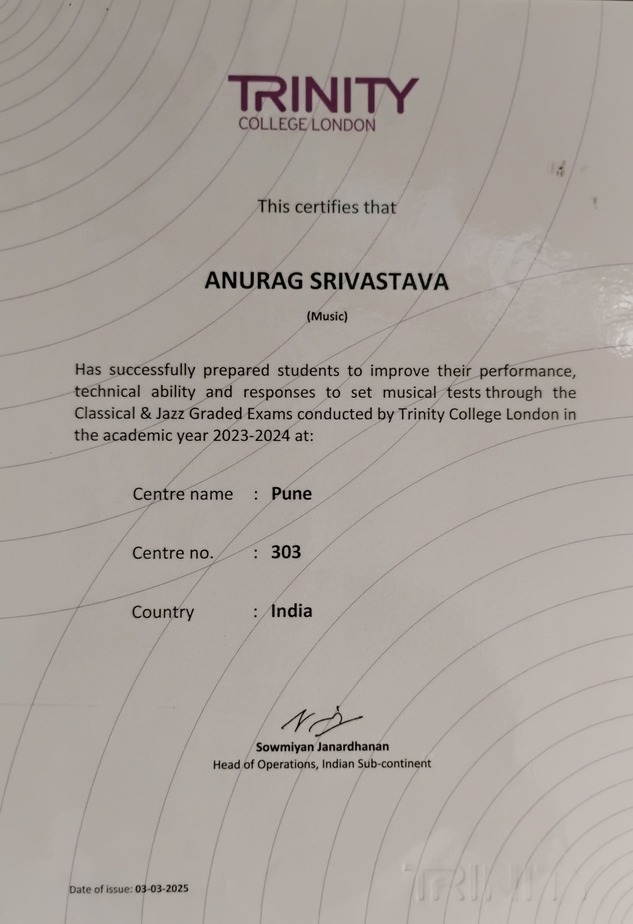 TRINITY
COLLEGE LONDON
This certifies that
ANURAG SRIVASTAVA
(Music)
Has successfully prepared students to improve their performance,
technical ability and responses to set musical tests through the
Classical & Jazz Graded Exams conducted by Trinity College London in
the academic year 2023-2024 at:
Centre name : Pune
Centre no. : 303
Country : India
Sowmiyan Janardhanan
Head of Operations, Indian Sub-continent
Date of issue: 03-03-2025
TRINITY